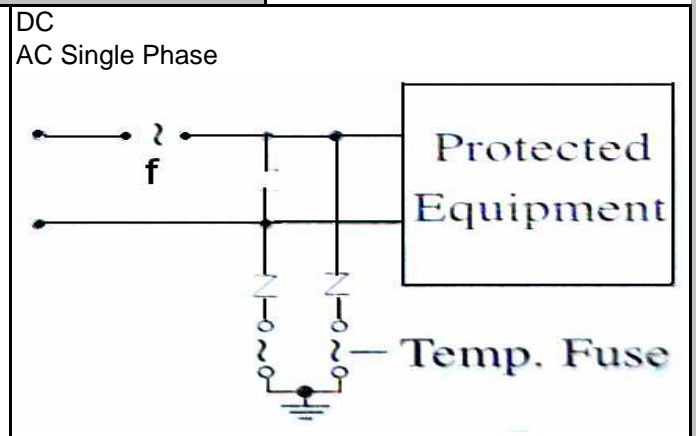 DC
AC Single Phase
f
Protected
Equipment
Temp. Fuse